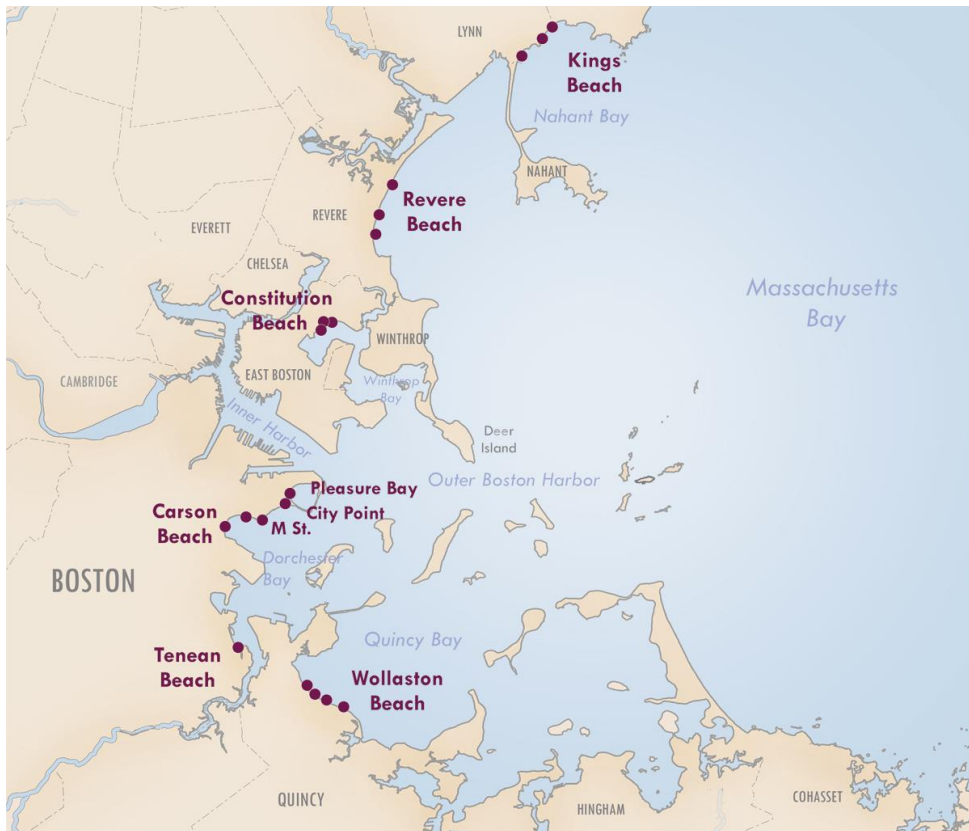 LYNN
Kings
Beach
Nahant Bay
NAHANT
Revere
Beach
REVERE
EVERETT
CHELSEA
Constitution
Beach
Massachusetts
Bay
WINTHROP
CAMBRIDGE
EAST BOSTON
Winthrop
Bay
Inner Harbor
Deer
Island
Outer Boston Harbor
Pleasure Bay
City Point
M St.
Carson
Beach
Dorchester
Bay
BOSTON
Quincy Bay
Tenean
Beach
Wollaston
Beach
QUINCY
HINGHAM
COHASSET